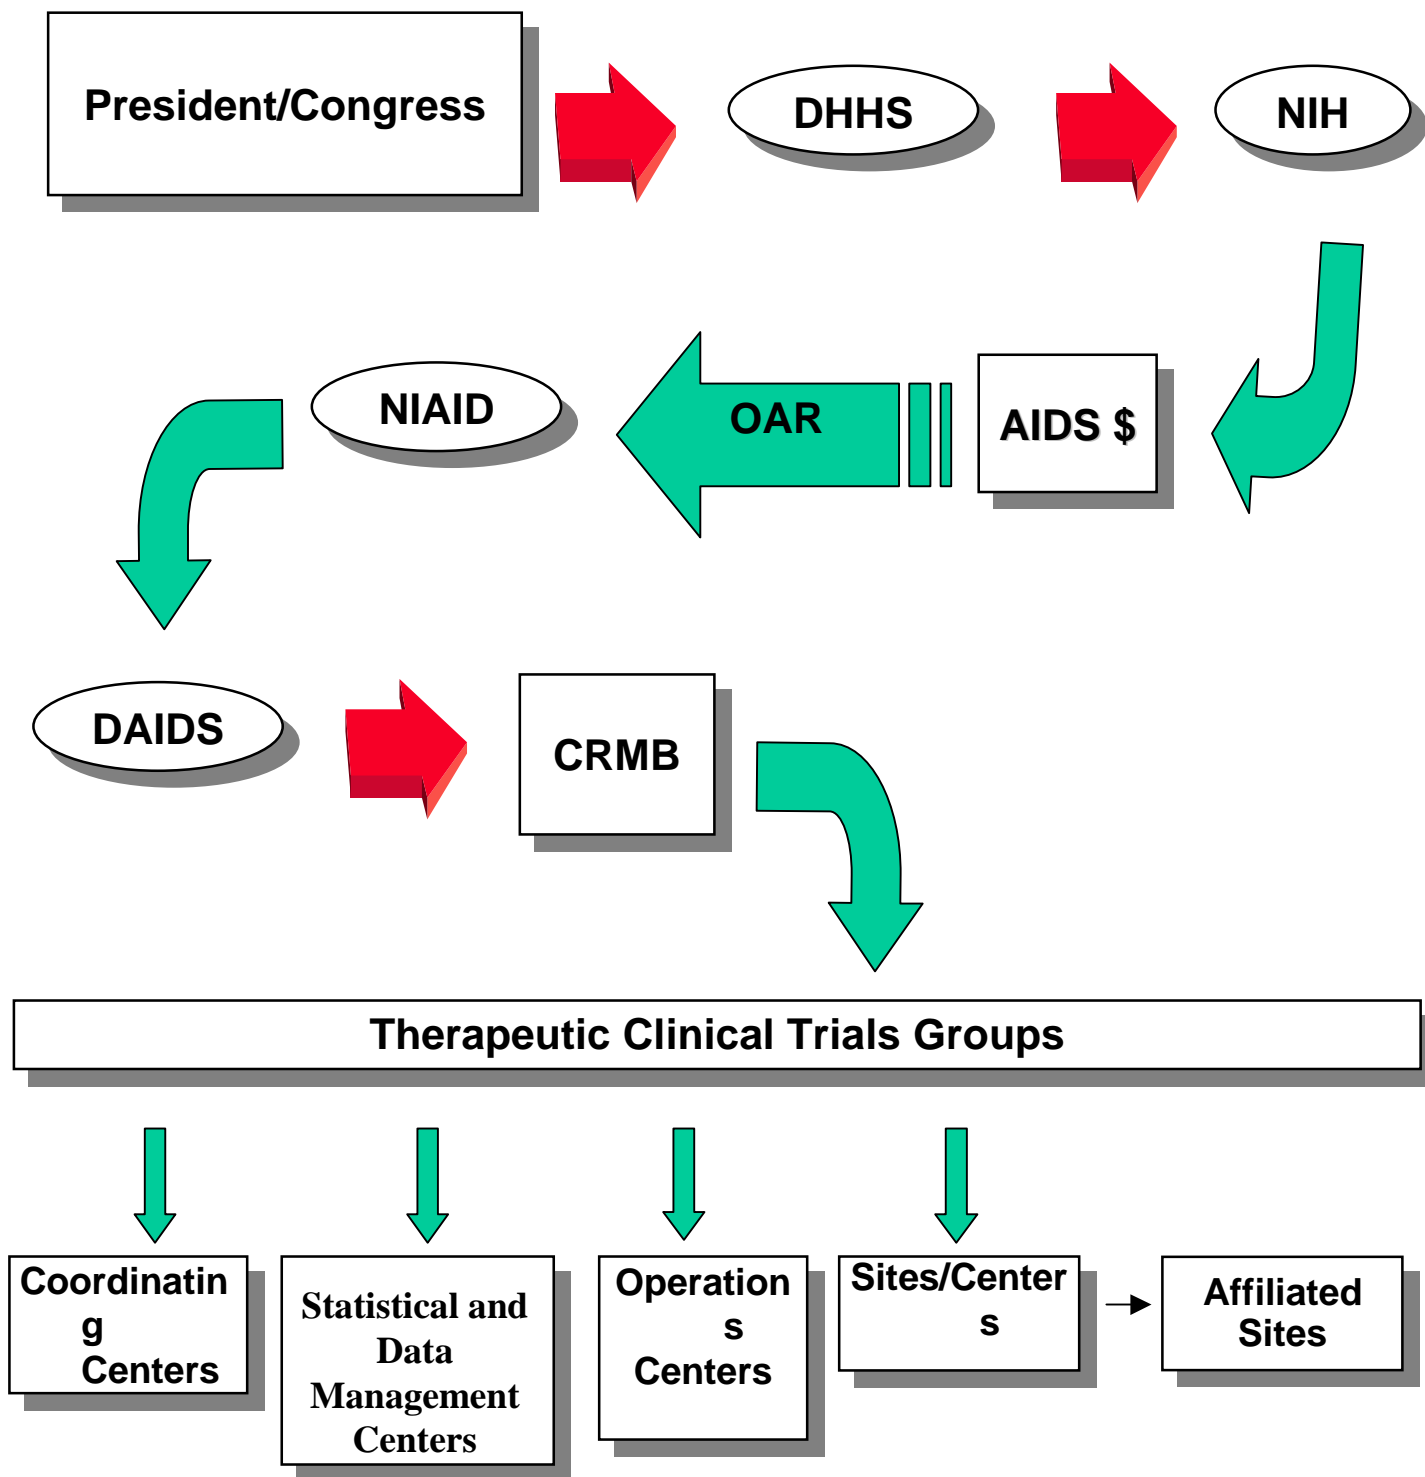 President/Congress
DHHS
NIH
NIAID
OAR
AIDS $
DAIDS
CRMB
Therapeutic Clinical Trials Groups
Coordinatin
g
Centers
Statistical and
Data
Management
Centers
Operation
s
Centers
Sites/Center
s
Affiliated
Sites